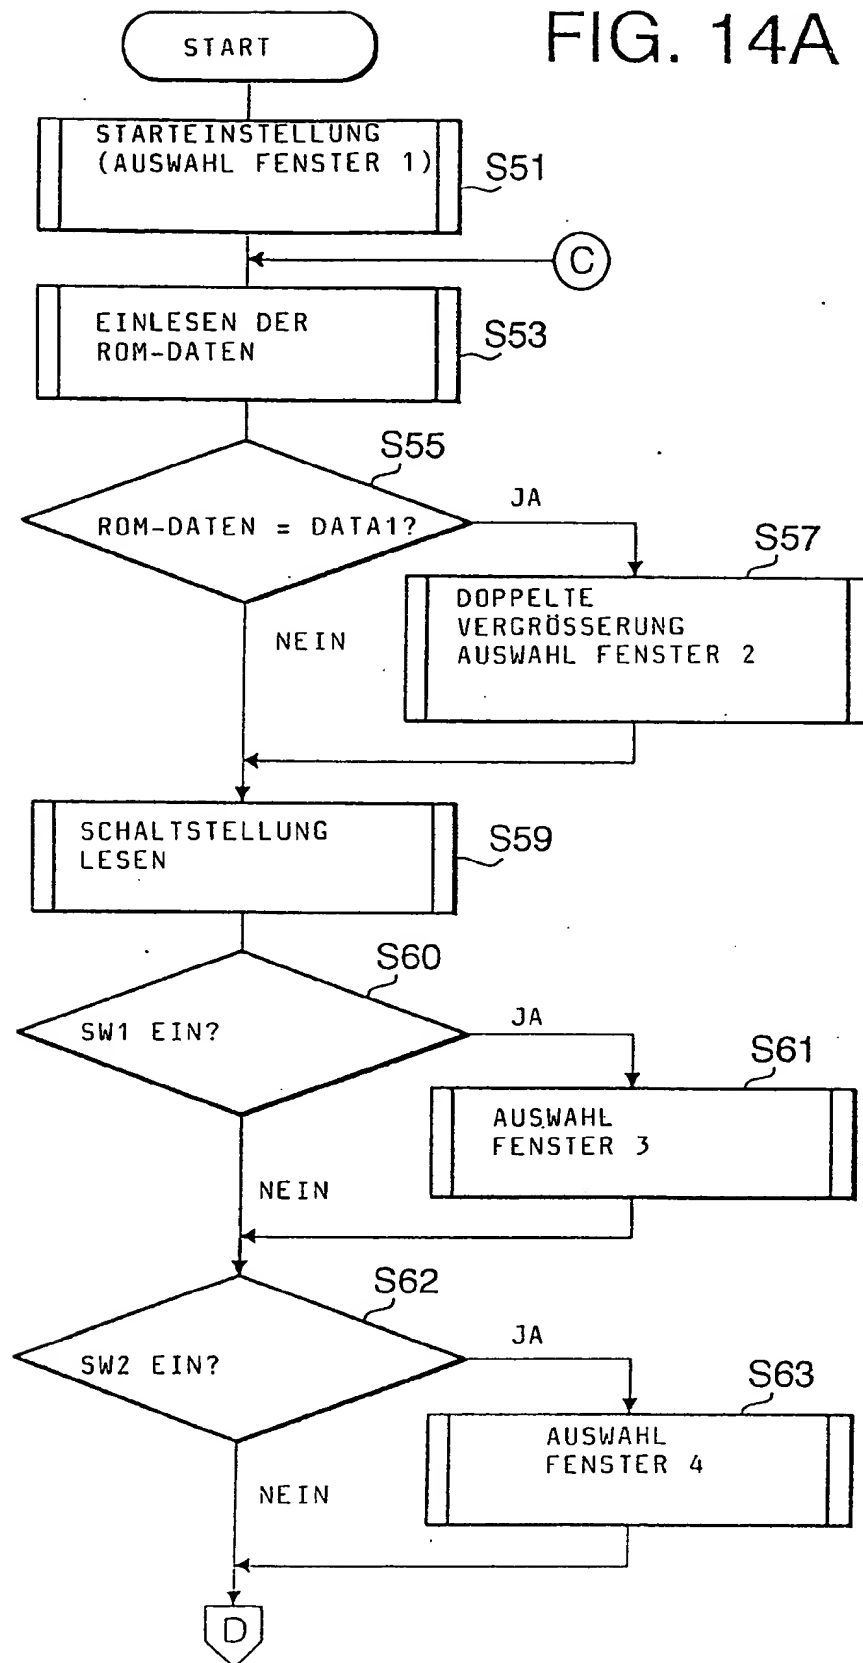 FIG. 14A
START
STARTEINSTELLUNG
(AUSWAHL FENSTER 1)
S51
C
EINLESEN DER
ROM-DATEN
S53
S55
ROM-DATEN = DATA1?
JA
S57
DOPPELTE
VERGRÖSSERUNG
AUSWAHL FENSTER 2
NEIN
SCHALTSTELLUNG
LESEN
S59
S60
SW1 EIN?
JA
S61
AUSWAHL
FENSTER 3
NEIN
S62
SW2 EIN?
JA
S63
AUSWAHL
FENSTER 4
NEIN
D